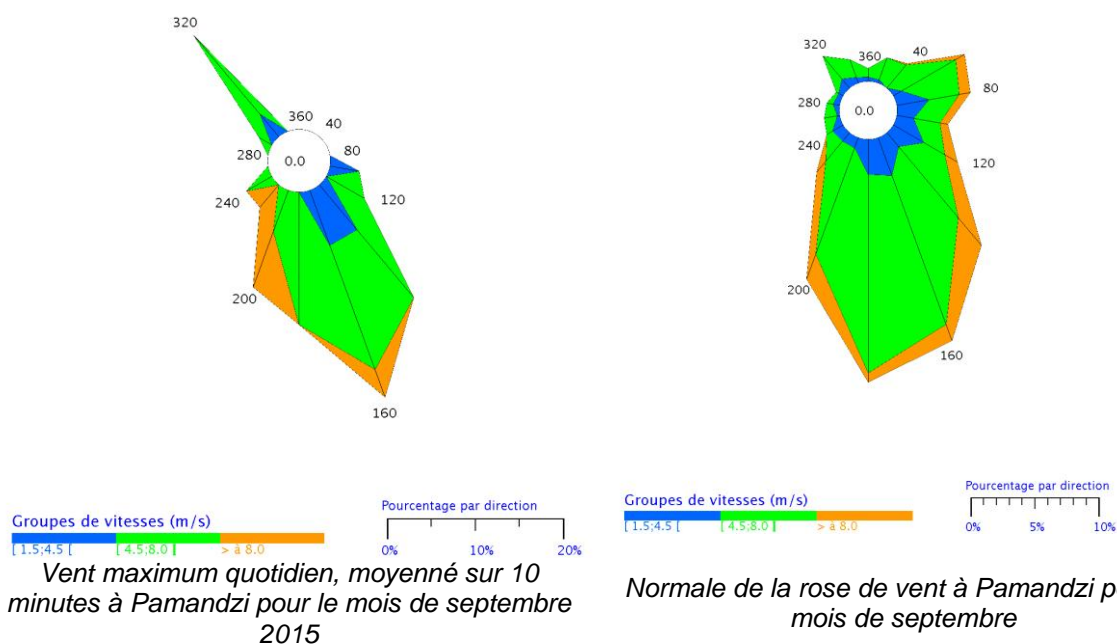 320
360
40
80
0.0
280
120
240
200
160
320
360
40
80
280
0.0
240
120
200
160
Groupes de vitesses (m/s)
[ 1.5;4.5 [
[ 4.5;8.0 ]
> à 8.0
Pourcentage par direction
0%
10%
20%
Vent maximum quotidien, moyenné sur 10
minutes à Pamandzi pour le mois de septembre
2015
Groupes de vitesses (m/s)
[ 1.5;4.5 [
[ 4.5;8.0 ]
> à 8.0
Pourcentage par direction
0%
5%
10%
Normale de la rose de vent à Pamandzi p
mois de septembre